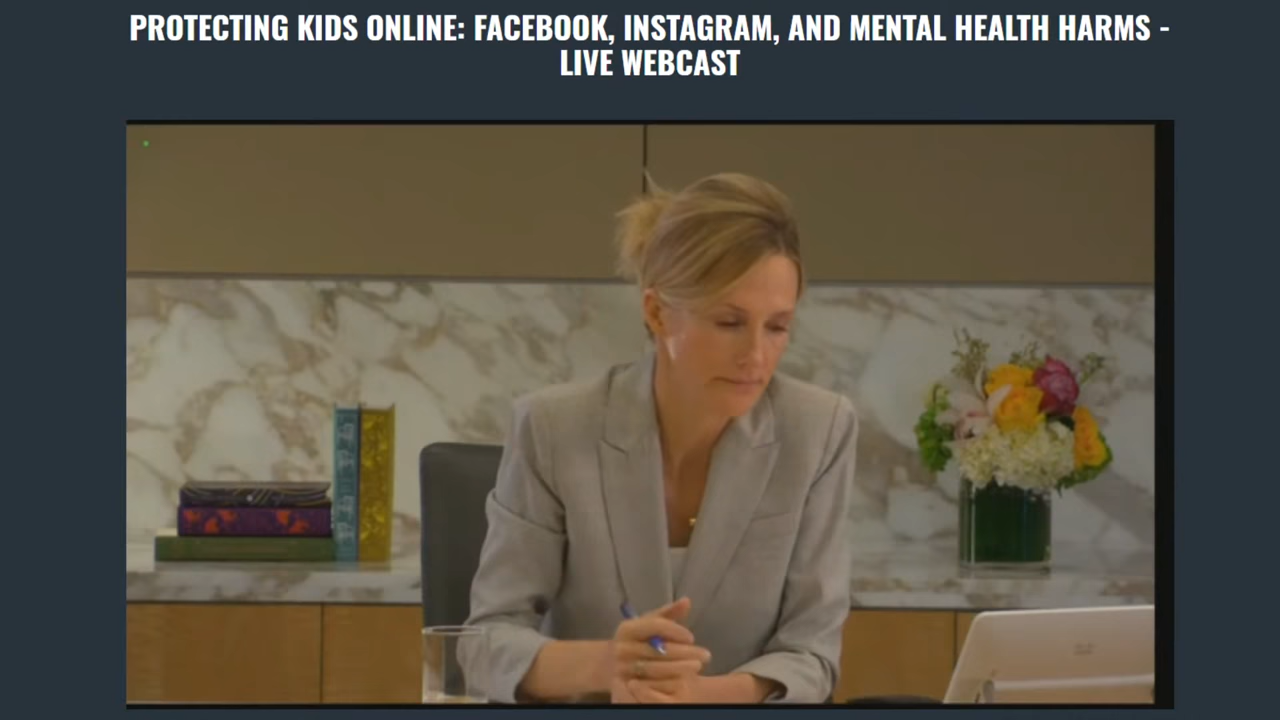 PROTECTING KIDS ONLINE: FACEBOOK, INSTAGRAM, AND MENTAL HEALTH HARMS -
LIVE WEBCAST